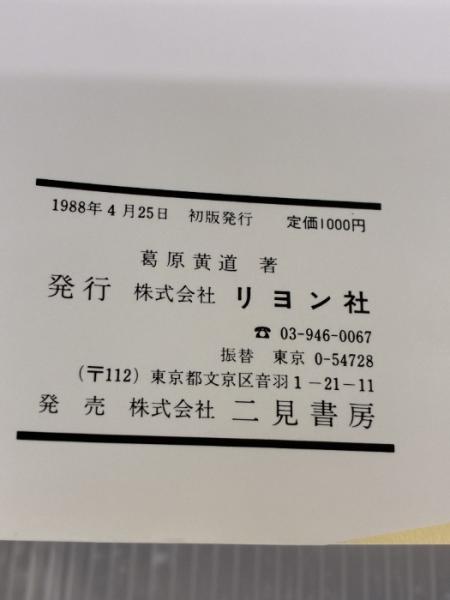 1988年4月25日 初版発行 定価1000円
葛原黄道 著
発行 株式会社 リヨン社
☎ 03-946-0067
振替 東京 0-54728
(〒112) 東京都文京区音羽1-21-11
発売 株式会社 二見書房